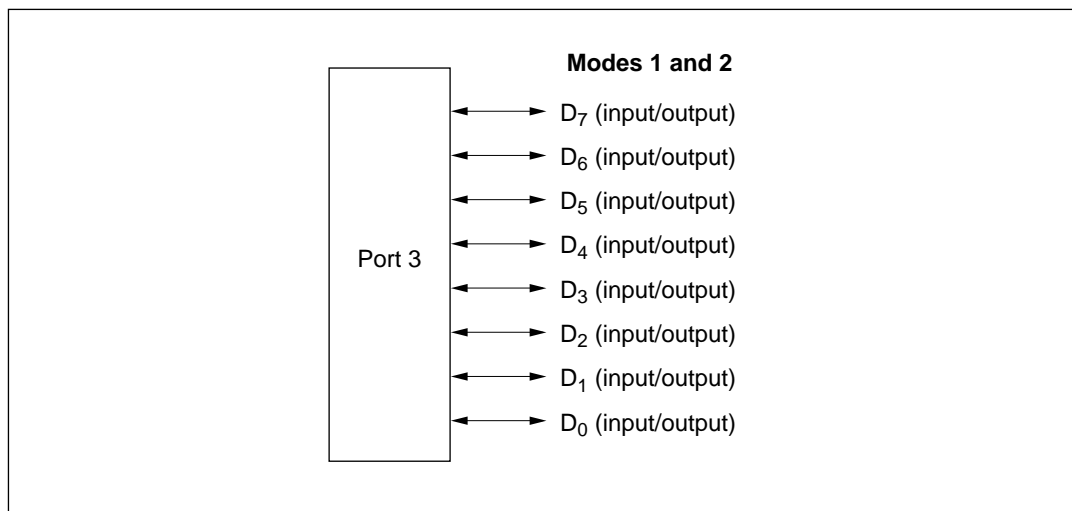 Modes 1 and 2
D7 (input/output)
D6 (input/output)
D5 (input/output)
D4 (input/output)
Port 3
D3 (input/output)
D2 (input/output)
D1 (input/output)
D0 (input/output)